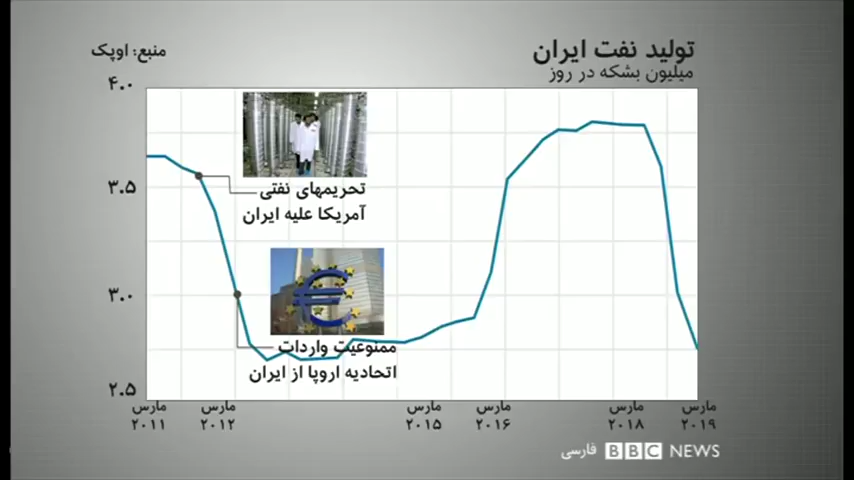 تولید نفت ایران
میلیون بشکه در روز
منبع: اوپک
۴.۰
۳.۵
۳.۰
۲.۵
تحریمهای نفتی
آمریکا علیه ایران
ممنوعیت واردات
اتحادیه اروپا از ایران
مارس ۲۰۱۱
مارس ۲۰۱۲
مارس ۲۰۱۵
مارس ۲۰۱۶
مارس ۲۰۱۸
مارس ۲۰۱۹
BBC NEWS فارسی